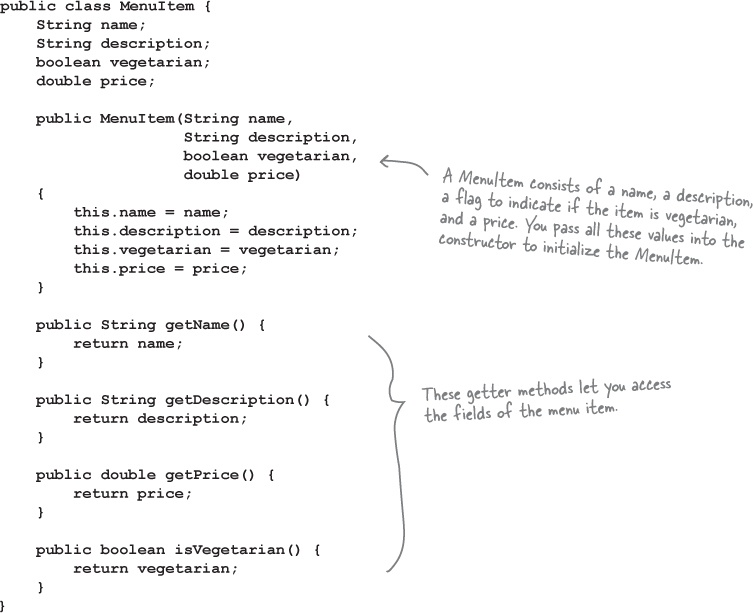 public class MenuItem {
String name;
String description;
boolean vegetarian;
double price;
public MenuItem(String name,
String description,
boolean vegetarian,
double price)
{
this.name = name;
this.description = description;
this.vegetarian = vegetarian;
this.price = price;
}
A MenuItem consists of a name, a description,
a flag to indicate if the item is vegetarian,
and a price. You pass all these values into the
constructor to initialize the MenuItem.
public String getName() {
return name;
}
public String getDescription() {
return description;
}
public double getPrice() {
return price;
}
public boolean isVegetarian() {
return vegetarian;
}
}
These getter methods let you access
the fields of the menu item.